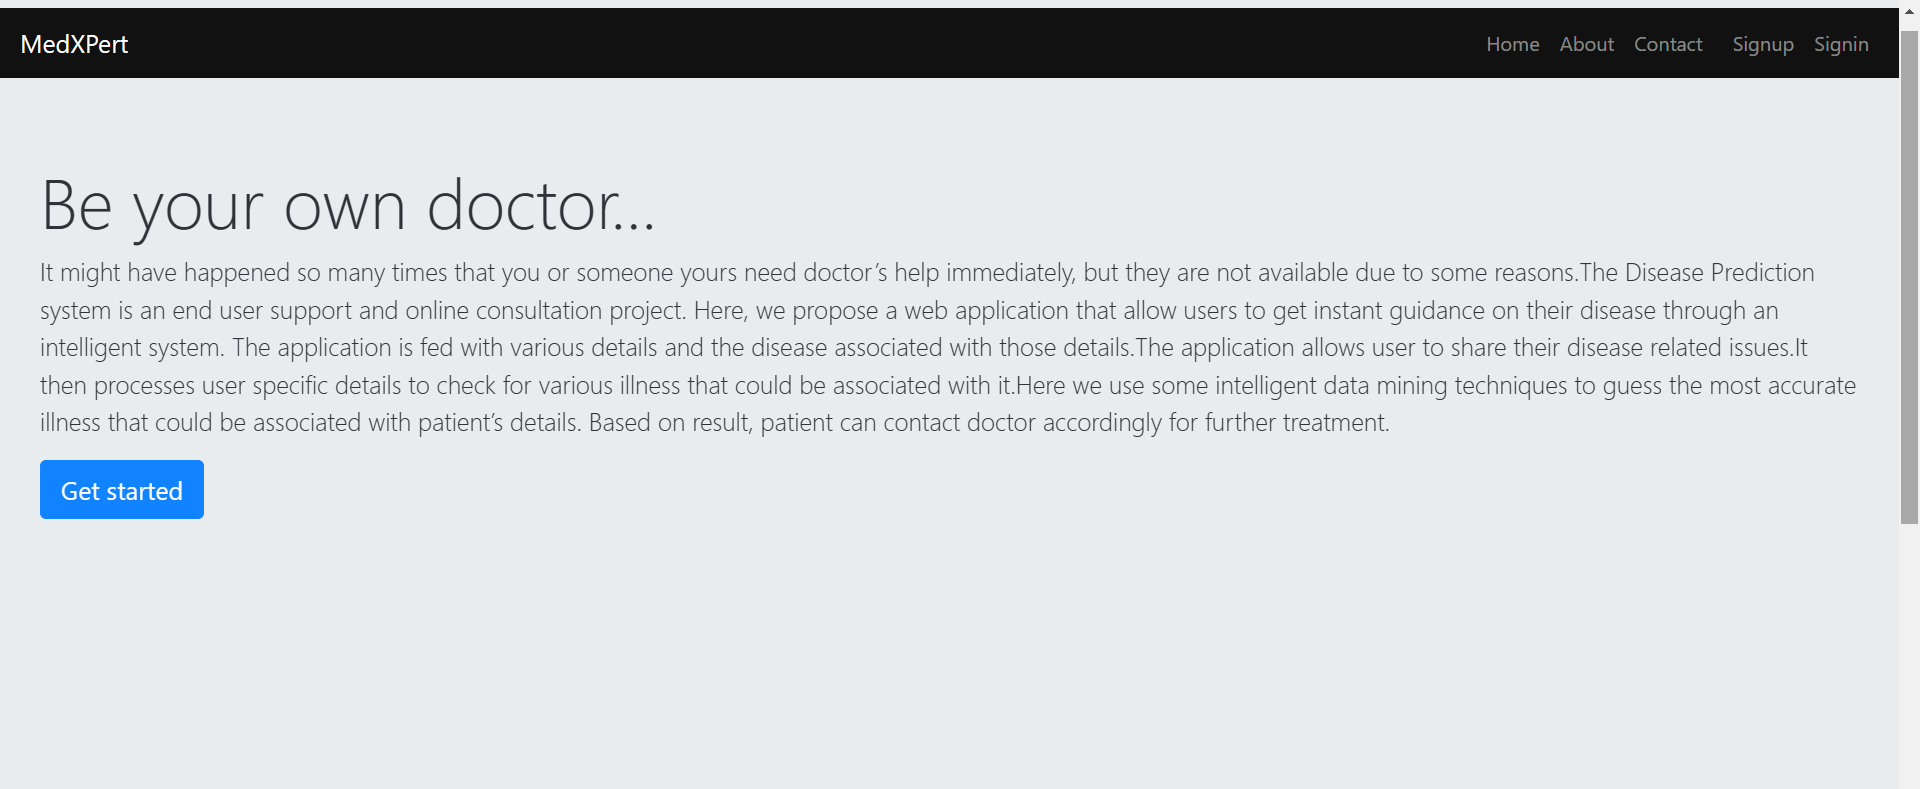 MedXPert
Home About Contact Signup Signin
Be your own doctor...
It might have happened so many times that you or someone yours need doctor’s help immediately, but they are not available due to some reasons.The Disease Prediction
system is an end user support and online consultation project. Here, we propose a web application that allow users to get instant guidance on their disease through an
intelligent system. The application is fed with various details and the disease associated with those details.The application allows user to share their disease related issues.It
then processes user specific details to check for various illness that could be associated with it.Here we use some intelligent data mining techniques to guess the most accurate
illness that could be associated with patient’s details. Based on result, patient can contact doctor accordingly for further treatment.
Get started